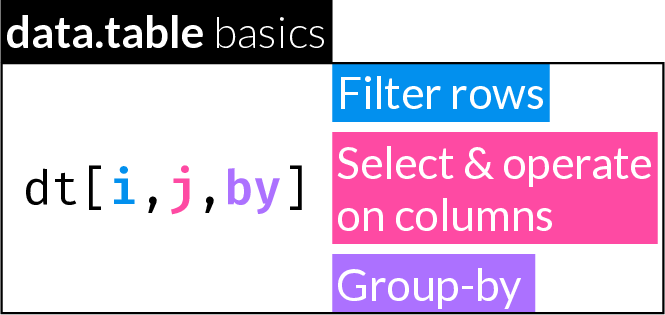 data.table basics
dt[i,j,by]
Filter rows
Select & operate
on columns
Group-by